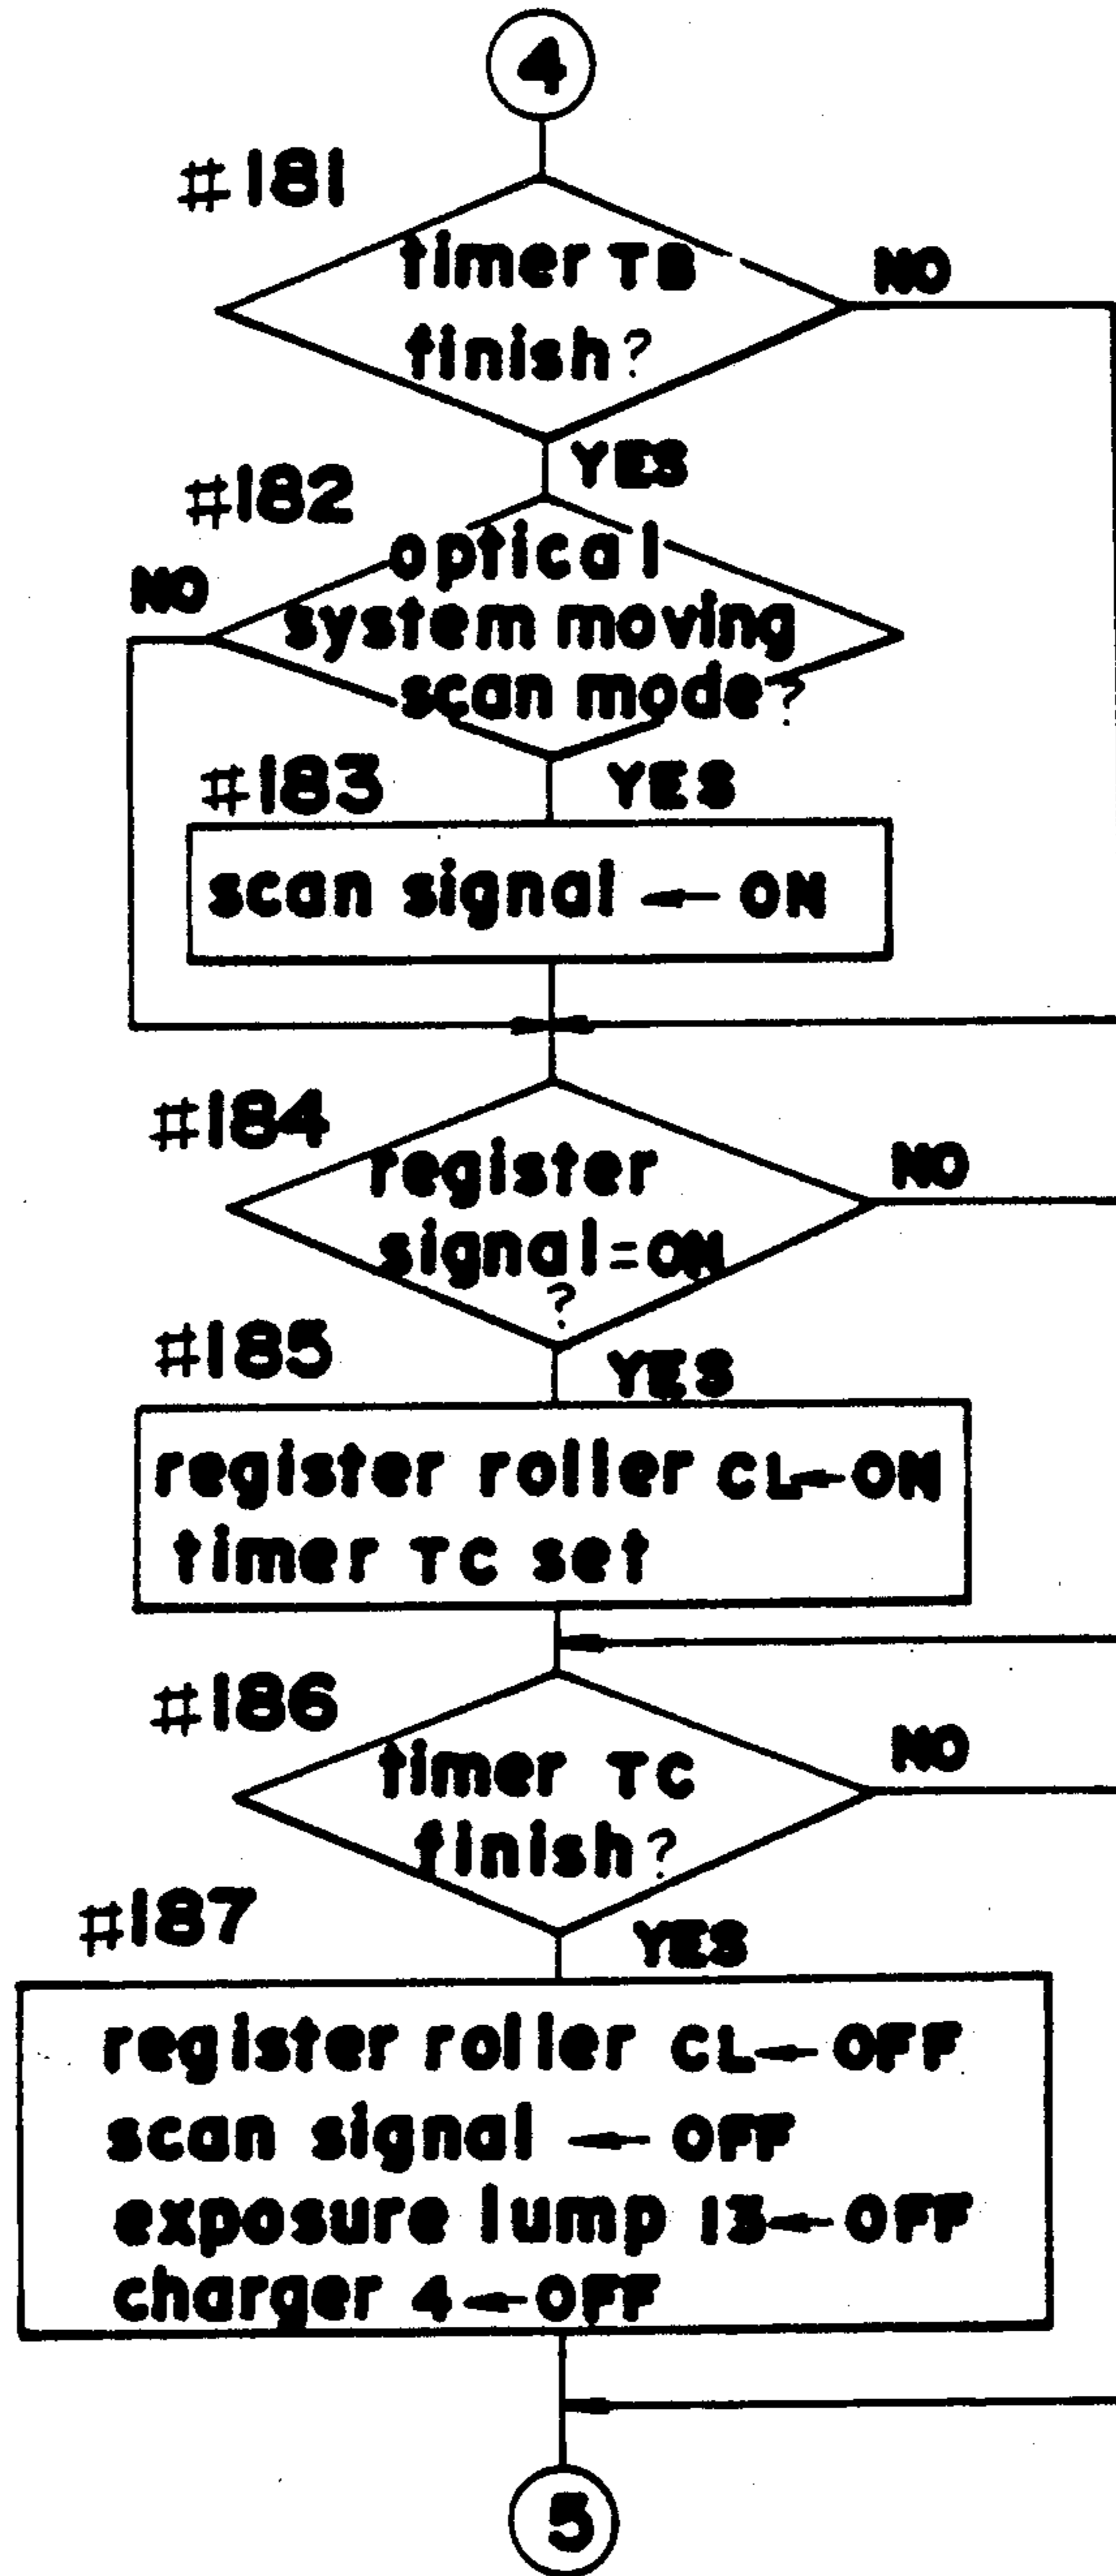 4
#181
timer TB
finish?
NO
YES
#182
optical
system moving
scan mode?
NO
YES
#183
scan signal ← ON
#184
register
signal=ON
?
NO
YES
#185
register roller CL←ON
timer TC set
#186
timer TC
finish?
NO
YES
#187
register roller CL←OFF
scan signal ← OFF
exposure lump 13←OFF
charger 4←OFF
5